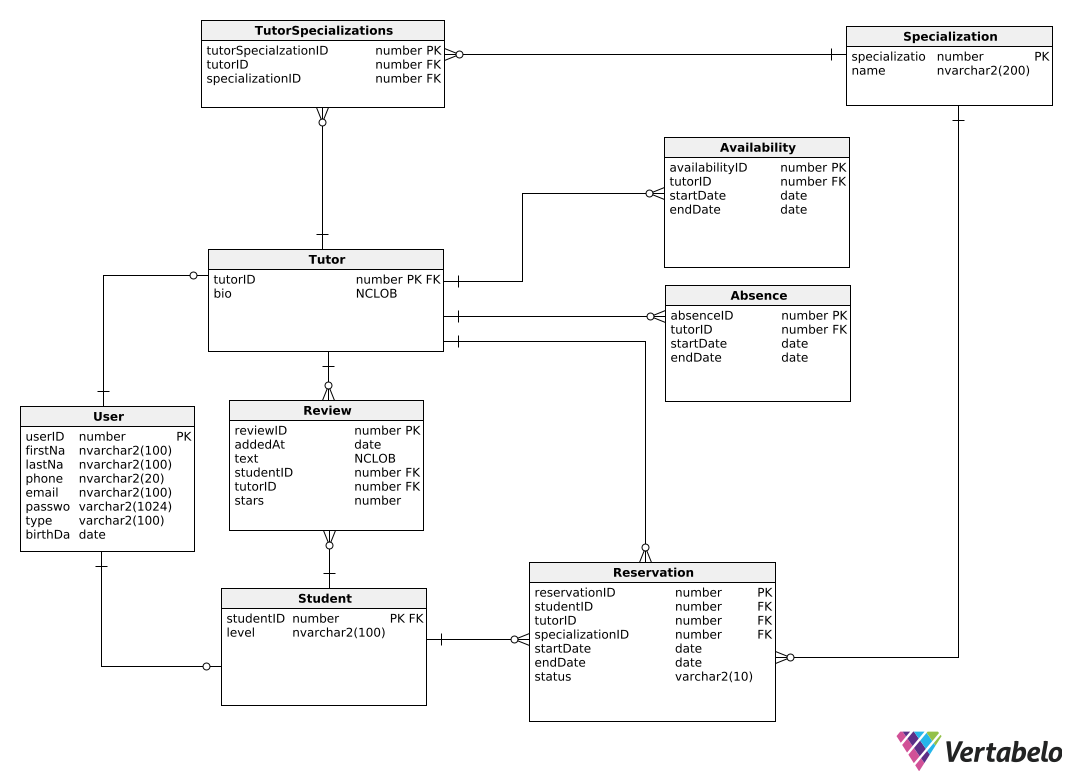 TutorSpecializations
tutorSpecialzationID number PK
tutorID number FK
specializationID number FK
Specialization
specializatio number PK
name nvarchar2(200)
Availability
availabilityID number PK
tutorID number FK
startDate date
endDate date
Tutor
tutorID number PK FK
bio NCLOB
Absence
absenceID number PK
tutorID number FK
startDate date
endDate date
User
userID number PK
firstNa nvarchar2(100)
lastNa nvarchar2(100)
phone nvarchar2(20)
email nvarchar2(100)
passwo varchar2(1024)
type varchar2(100)
birthDa date
Review
reviewID number PK
addedAt date
text NCLOB
studentID number FK
tutorID number FK
stars number
Student
studentID number PK FK
level nvarchar2(100)
Reservation
reservationID number PK
studentID number FK
tutorID number FK
specializationID number FK
startDate date
endDate date
status varchar2(10)
Vertabelo